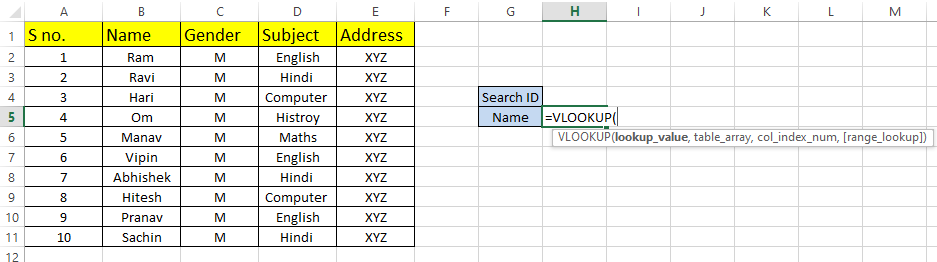 A B C D E F G H I J K L M
1 S no. Name Gender Subject Address
2 1 Ram M English XYZ
3 2 Ravi M Hindi XYZ
4 3 Hari M Computer XYZ Search ID
5 4 Om M Histroy XYZ Name =VLOOKUP(
VLOOKUP(lookup_value, table_array, col_index_num, [range_lookup])
6 5 Manav M Maths XYZ
7 6 Vipin M English XYZ
8 7 Abhishek M Hindi XYZ
9 8 Hitesh M Computer XYZ
10 9 Pranav M English XYZ
11 10 Sachin M Hindi XYZ
12